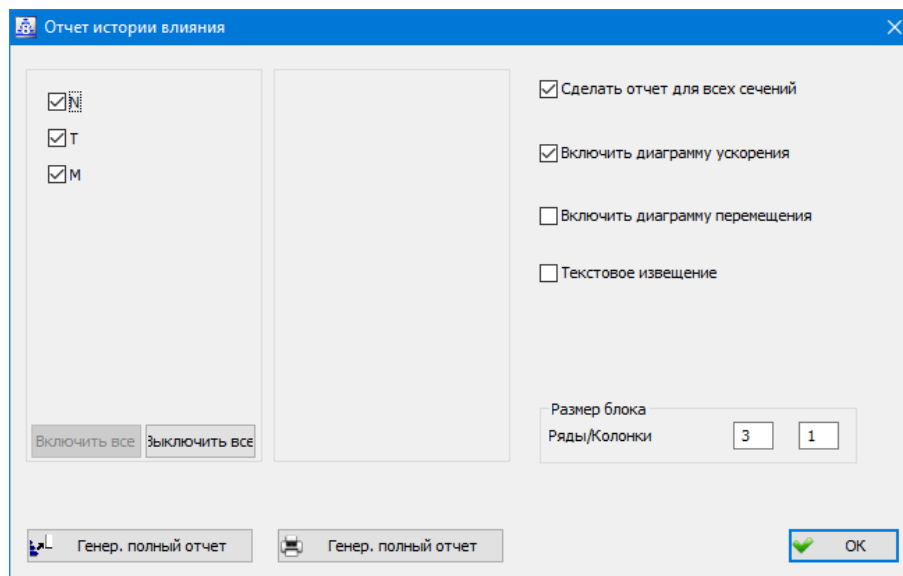 Отчет истории влияния
N
T
M
Включить все
Выключить все
Сделать отчет для всех сечений
Включить диаграмму ускорения
Включить диаграмму перемещения
Текстовое извещение
Размер блока
Ряды/Колонки 3 1
Генер. полный отчет
Генер. полный отчет
OK